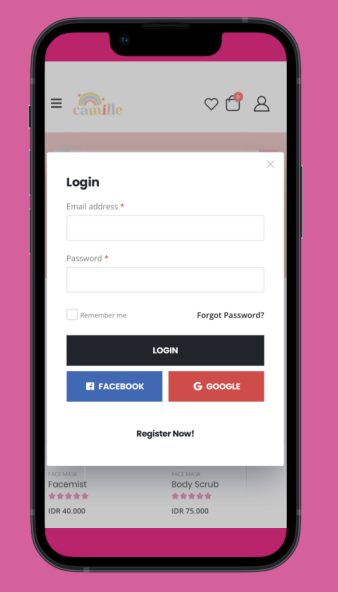 camille
Login
Email address *
Password *
Remember me
Forgot Password?
LOGIN
FACEBOOK
G GOOGLE
Register Now!
FACE MASK
FACE MASK
Facemist
Body Scrub
IDR 40.000
IDR 75.000